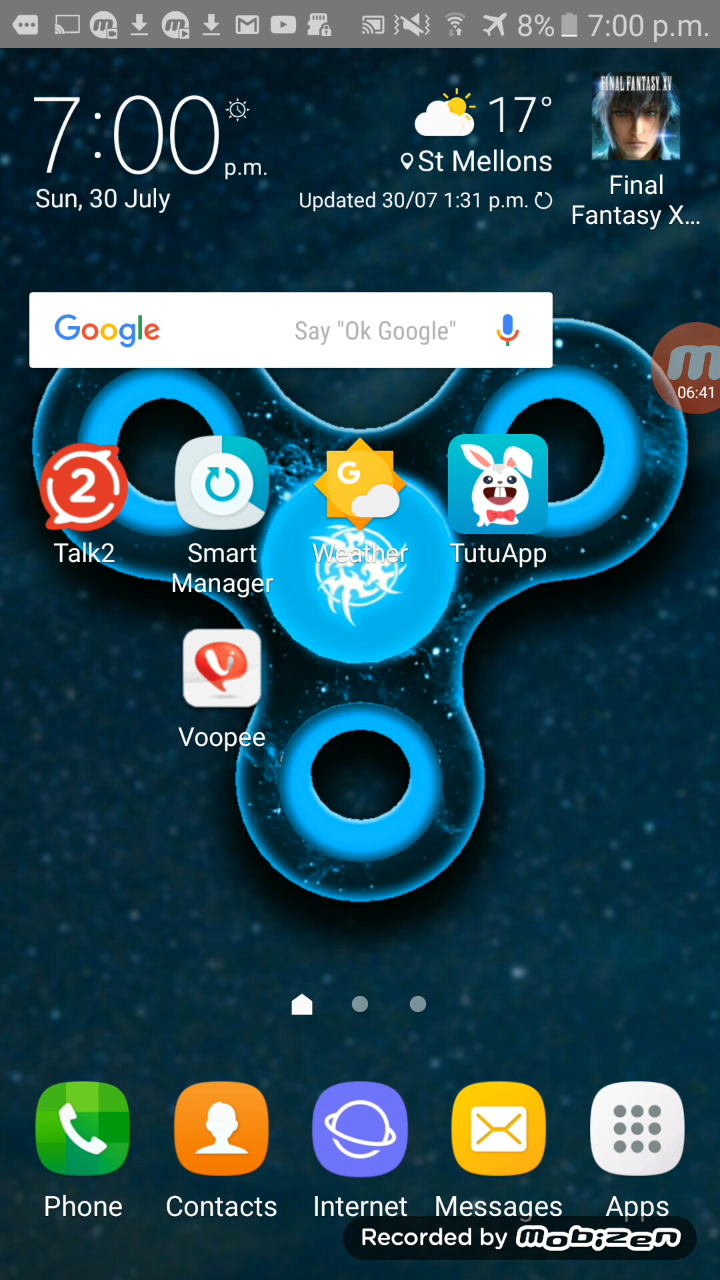 8% 7:00 p.m.
7:00 p.m.
Sun, 30 July
17°
St Mellons
Updated 30/07 1:31 p.m.
FINAL FANTASY XV
Final
Fantasy X...
Google
Say "Ok Google"
06:41
2
G
Talk2
Smart
Manager
Weather
TutuApp
Voopee
Phone
Contacts
Internet
Messages
Apps
Recorded by Mobizen